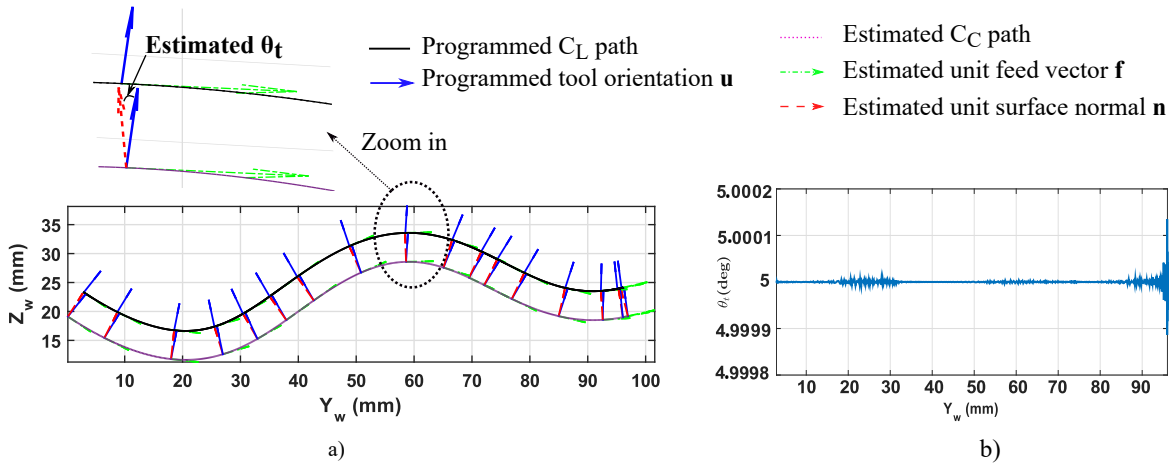 a)
Estimated θt
Programmed CL path
Programmed tool orientation u
Estimated CC path
Estimated unit feed vector f
Estimated unit surface normal n
Zoom in
Zw (mm)
35
30
25
20
15
10 20 30 40 50 60 70 80 90 100
Yw (mm)
a)
5.0002
5.0001
5
4.9999
4.9998
θt (deg)
10 20 30 40 50 60 70 80 90
Yw (mm)
b)